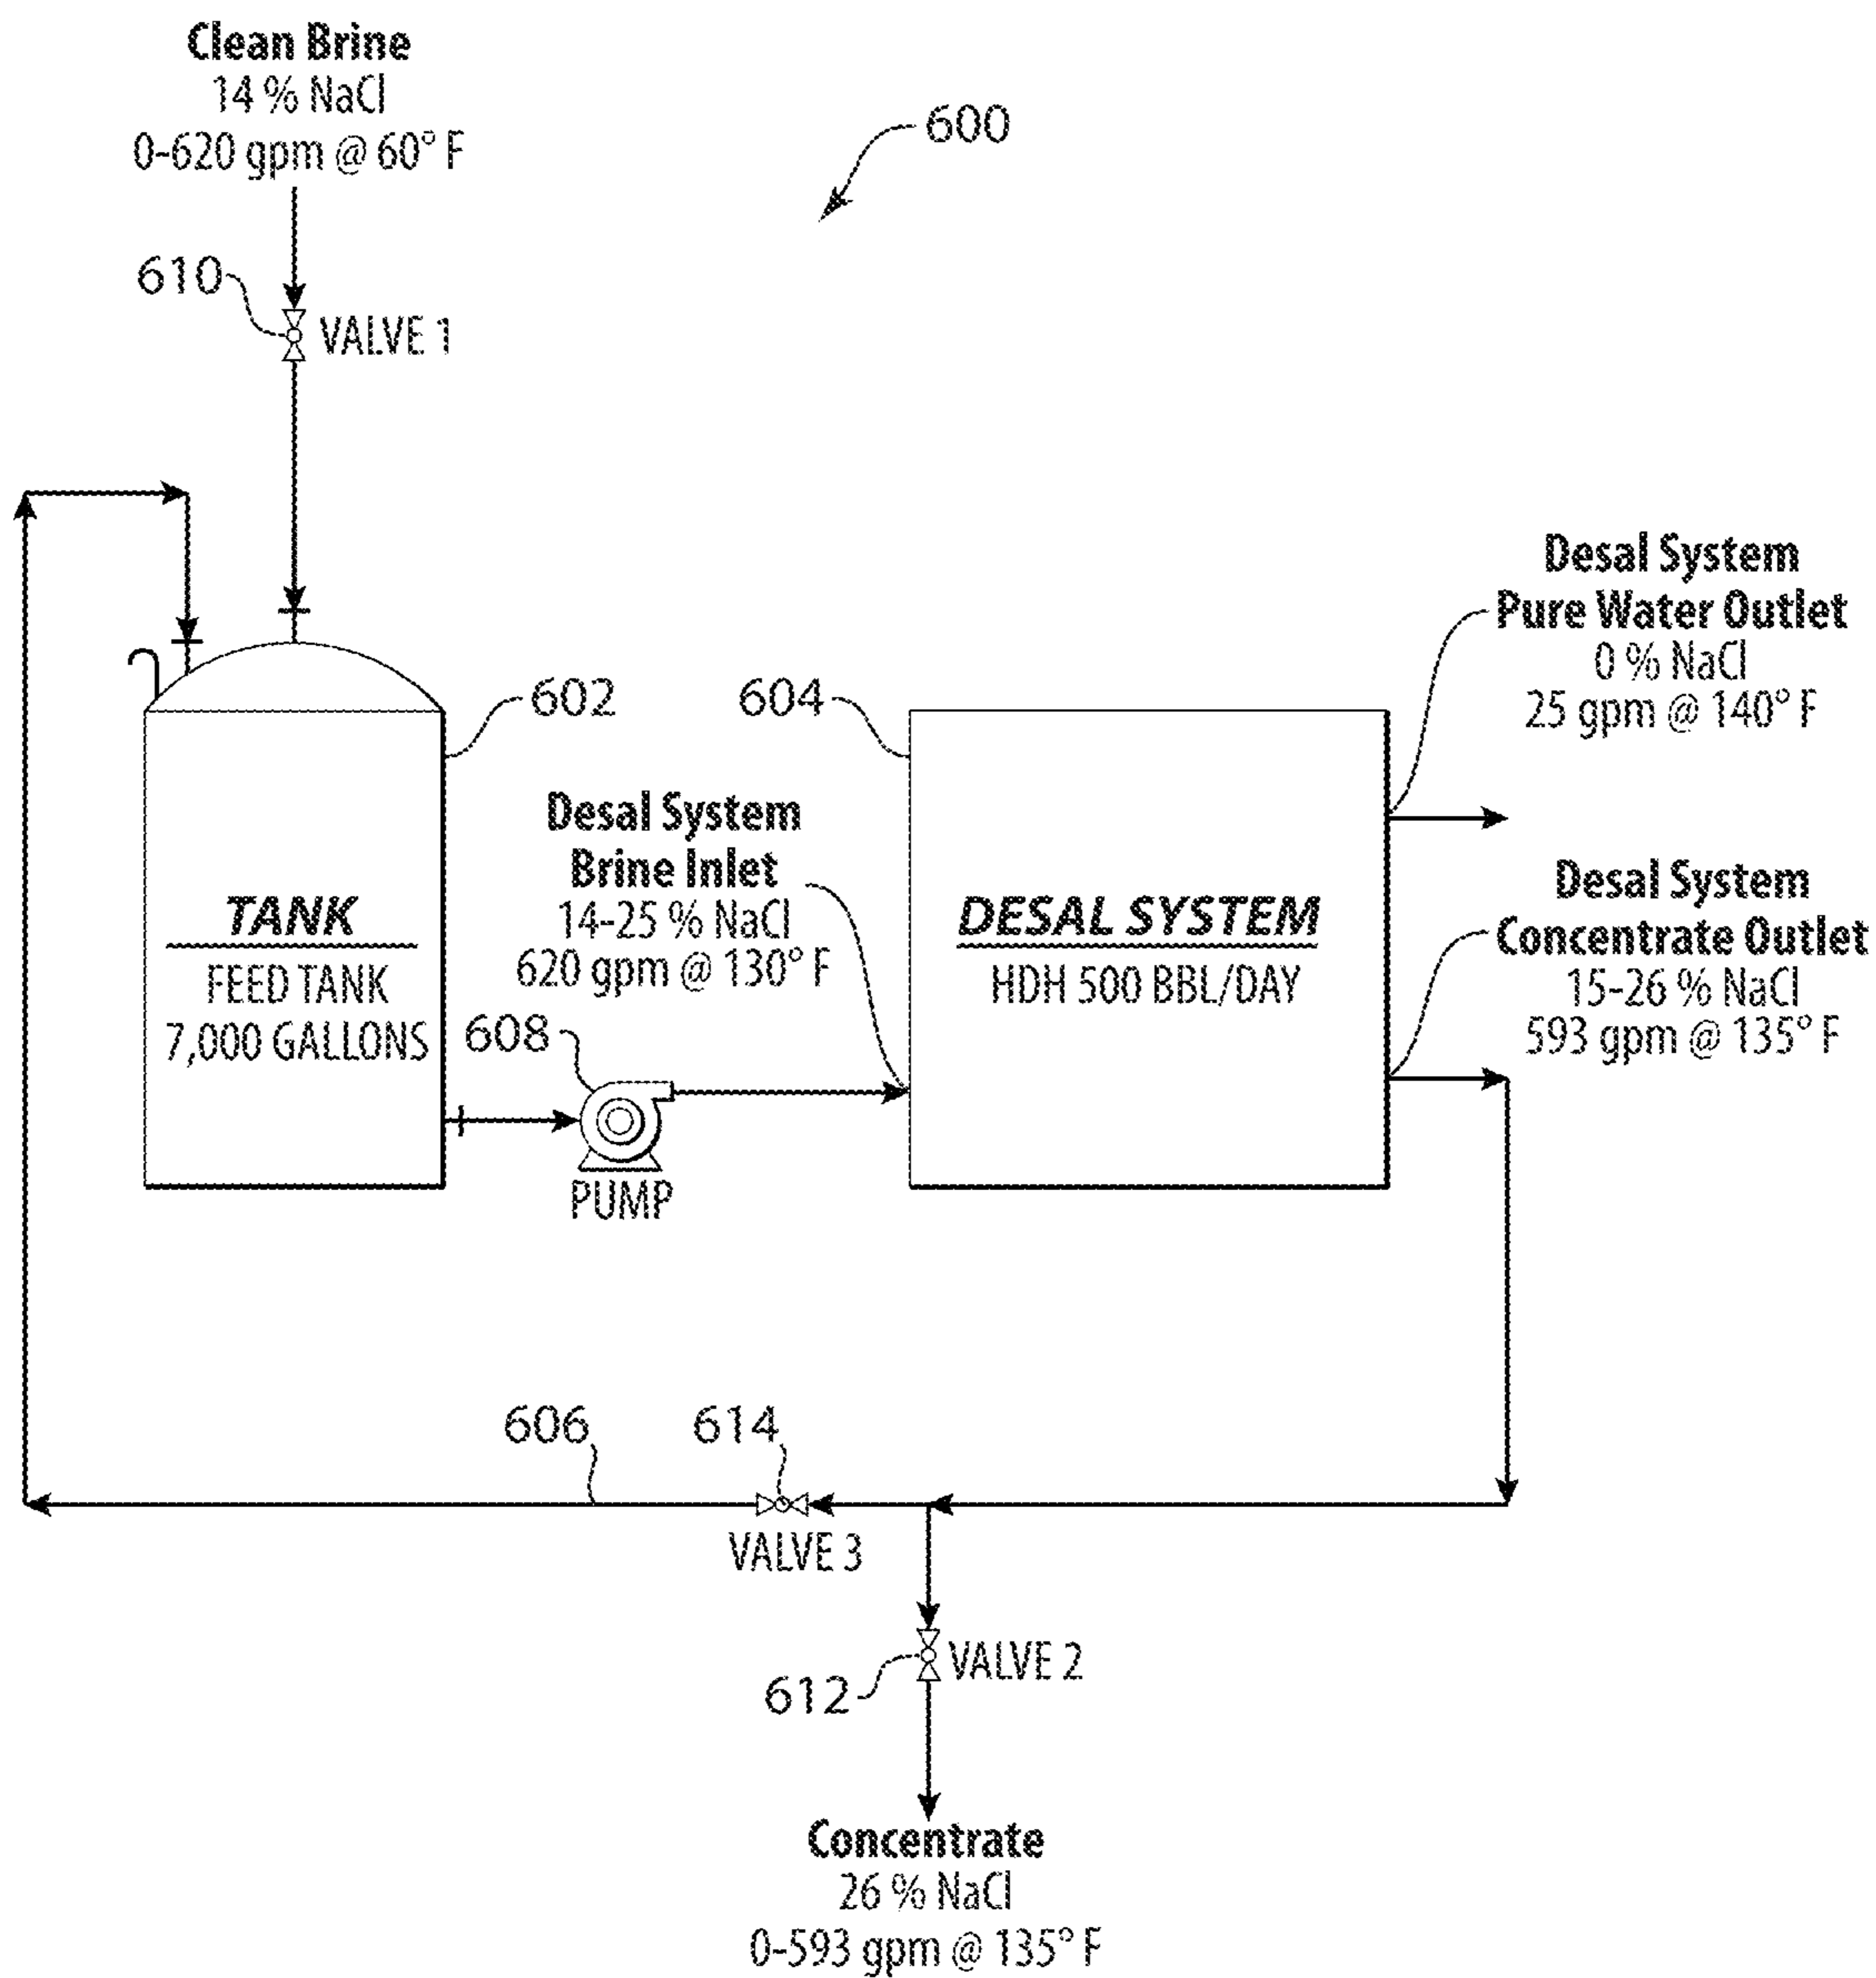 Clean Brine
14 % NaCl
0-620 gpm @ 60° F
600
610
VALVE 1
602
604
Desal System
Pure Water Outlet
0 % NaCl
25 gpm @ 140° F
Desal System
Brine Inlet
14-25 % NaCl
620 gpm @ 130° F
TANK
FEED TANK
7,000 GALLONS
DESAL SYSTEM
HDH 500 BBL/DAY
Desal System
Concentrate Outlet
15-26 % NaCl
593 gpm @ 135° F
608
PUMP
606
614
VALVE 3
612
VALVE 2
Concentrate
26 % NaCl
0-593 gpm @ 135° F